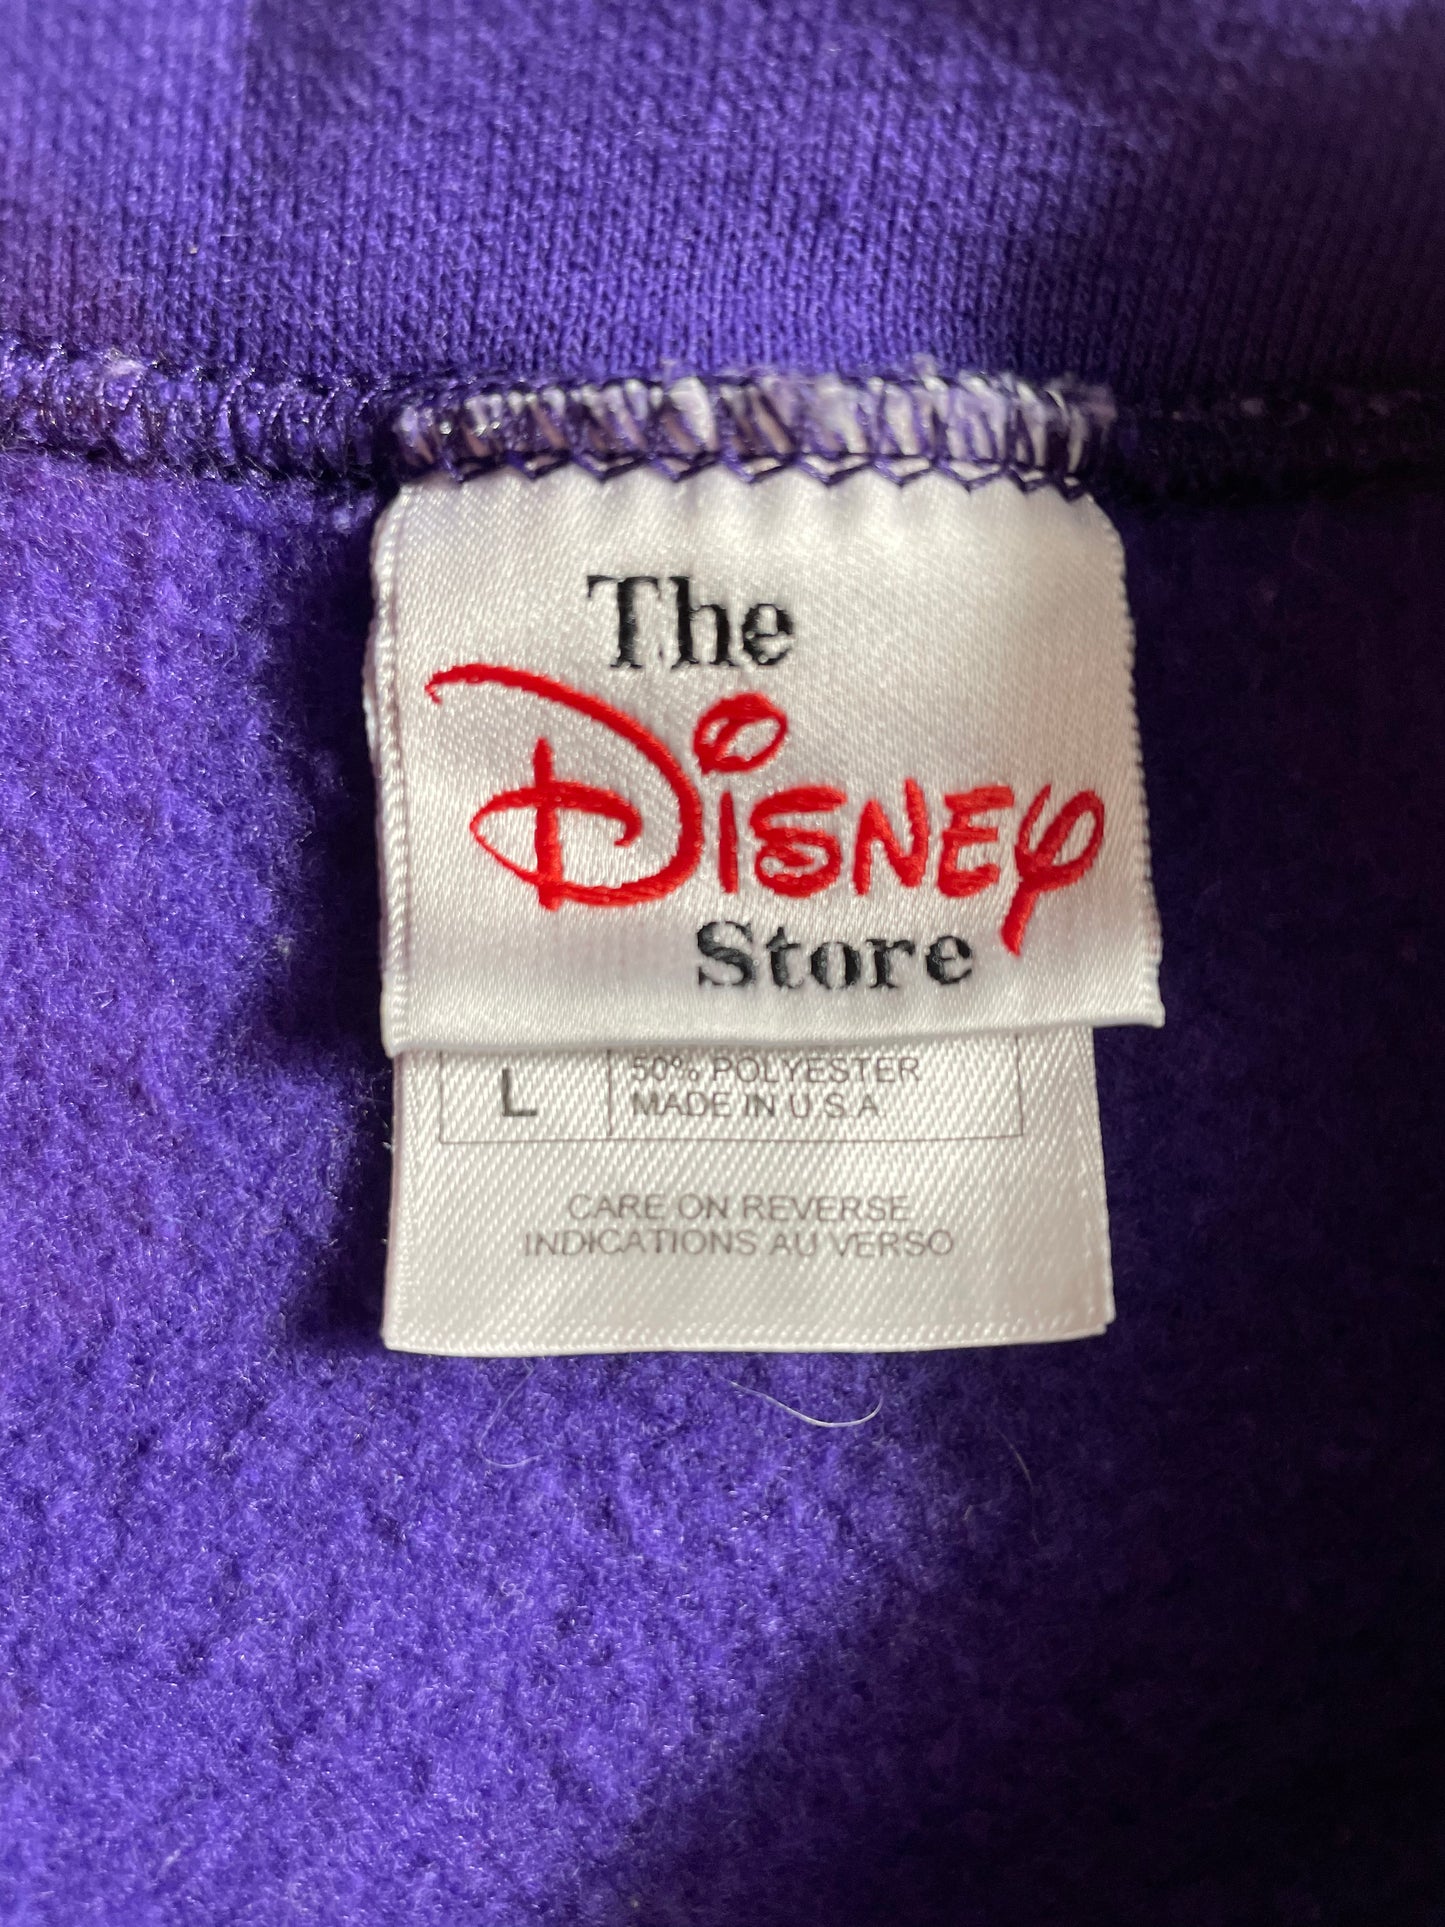 The
Disney
Store
L
50% POLYESTER
MADE IN U.S.A.
CARE ON REVERSE
INDICATIONS AU VERSO